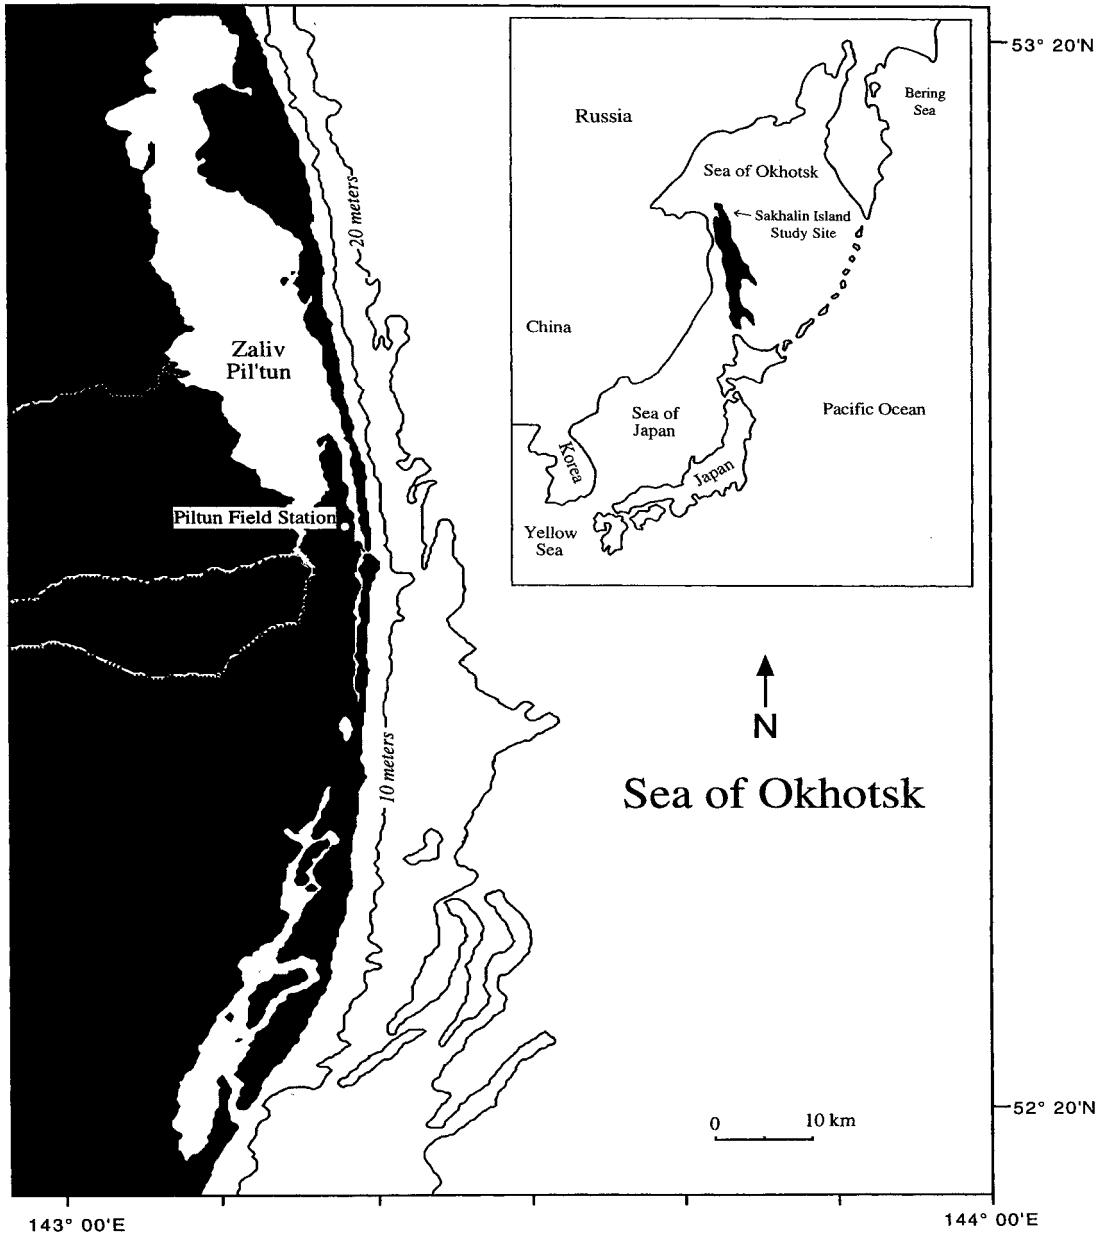 53° 20'N
Bering
Sea
Russia
Sea of Okhotsk
Sakhalin Island
Study Site
20 meters
China
Zaliv
Pil'tun
Pacific Ocean
Sea of
Japan
Korea
Japan
Piltun Field Station
Yellow
Sea
N
10 meters
Sea of Okhotsk
0
10 km
52° 20'N
143° 00'E
144° 00'E